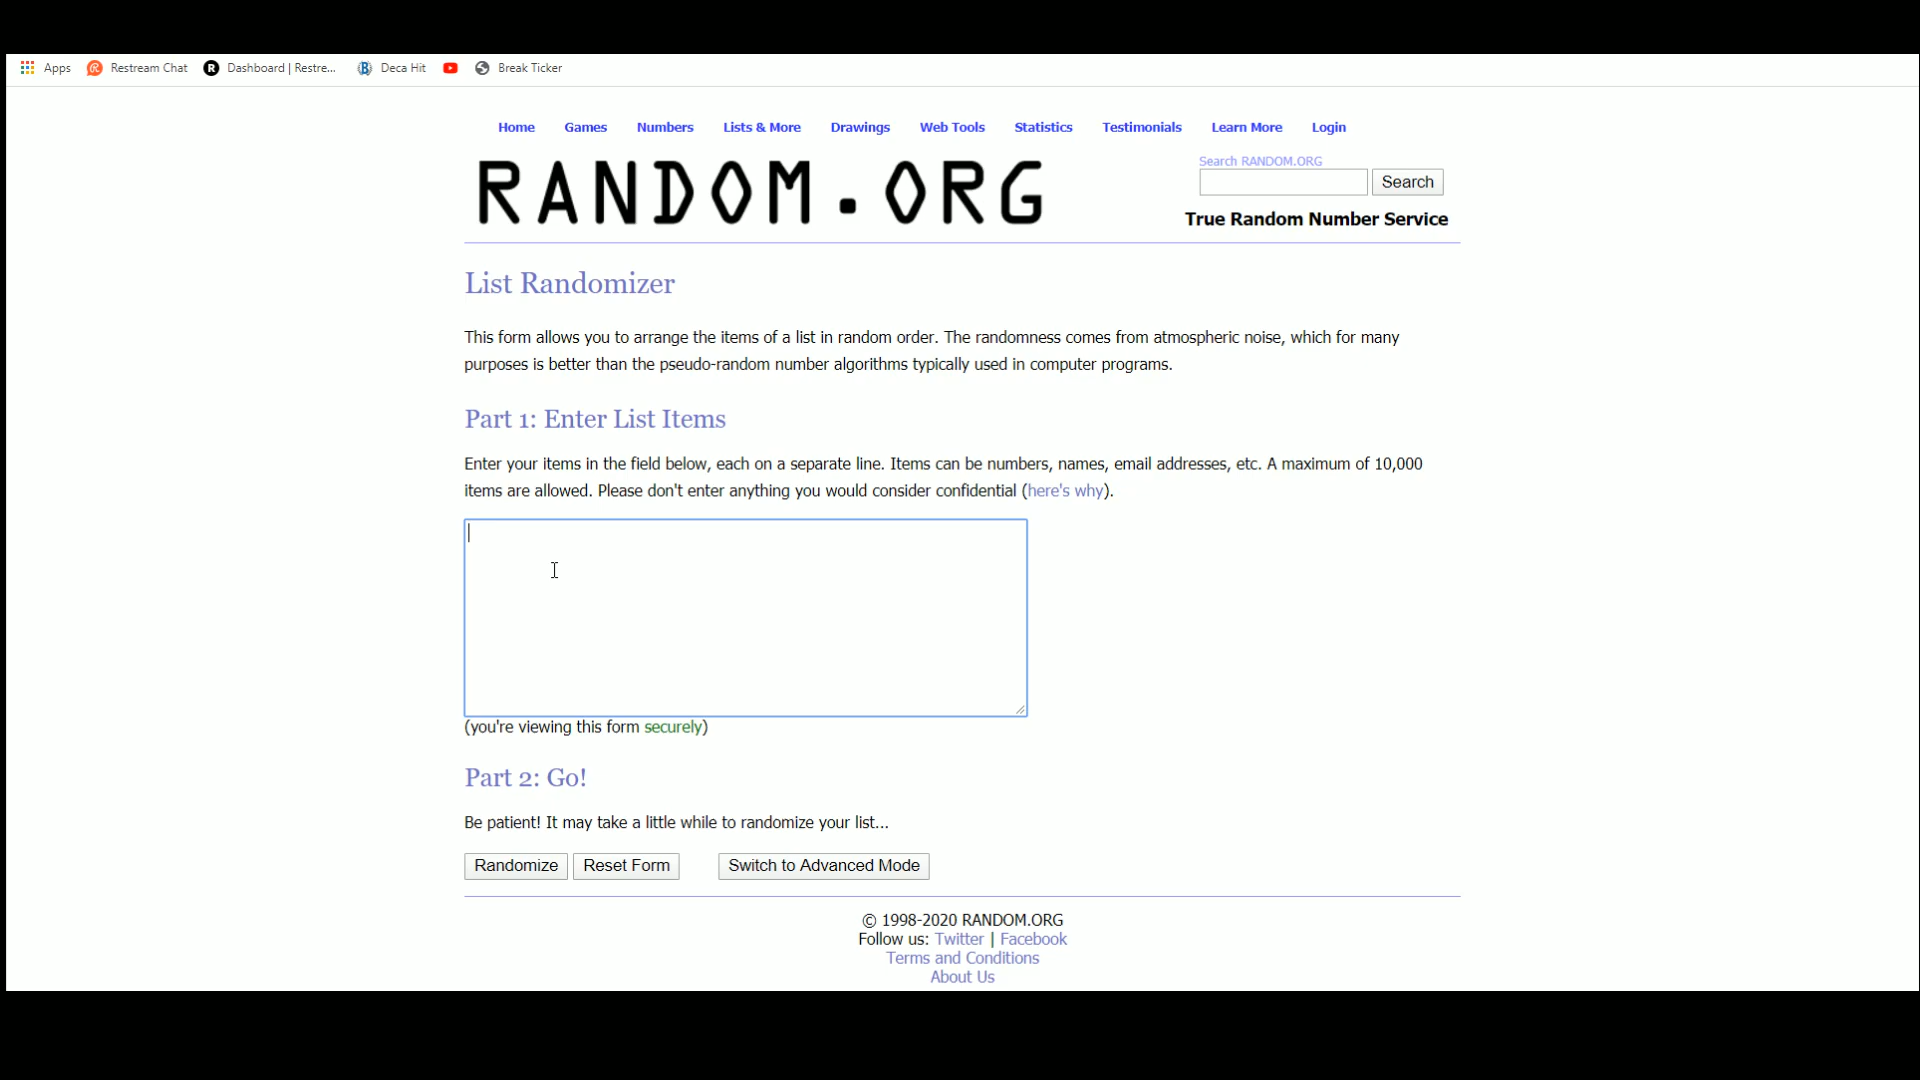 Apps Restream Chat Dashboard | Restre... Deca Hit Break Ticker
Home Games Numbers Lists & More Drawings Web Tools Statistics Testimonials Learn More Login
RANDOM.ORG
Search RANDOM.ORG
Search
True Random Number Service
List Randomizer
This form allows you to arrange the items of a list in random order. The randomness comes from atmospheric noise, which for many
purposes is better than the pseudo-random number algorithms typically used in computer programs.
Part 1: Enter List Items
Enter your items in the field below, each on a separate line. Items can be numbers, names, email addresses, etc. A maximum of 10,000
items are allowed. Please don't enter anything you would consider confidential (here's why).
(you're viewing this form securely)
Part 2: Go!
Be patient! It may take a little while to randomize your list...
Randomize Reset Form Switch to Advanced Mode
© 1998-2020 RANDOM.ORG
Follow us: Twitter | Facebook
Terms and Conditions
About Us